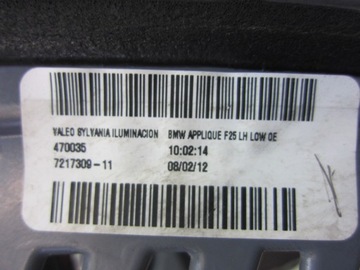 VALEO SYLVANIA ILUMINACION BMW APPLIQUE F25 LH LOW OE
470035 10:02:14
7217309-11 08/02/12